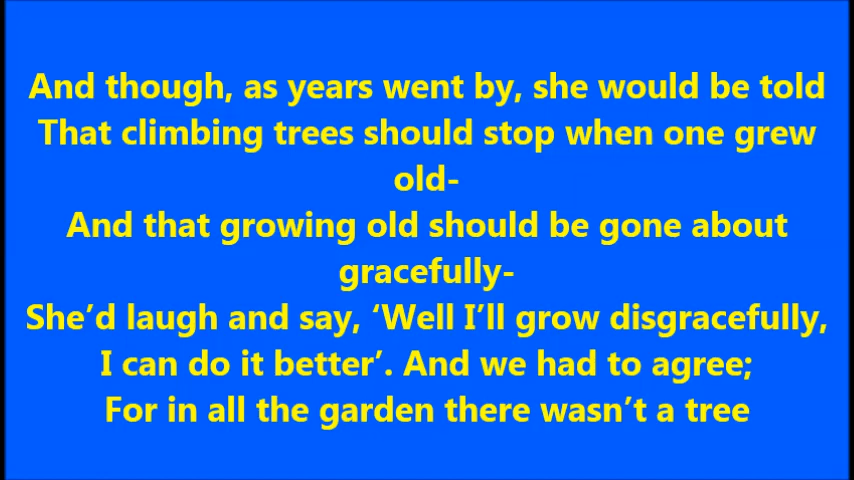 And though, as years went by, she would be told
That climbing trees should stop when one grew
old-
And that growing old should be gone about
gracefully-
She’d laugh and say, ‘Well I’ll grow disgracefully,
I can do it better’. And we had to agree;
For in all the garden there wasn’t a tree